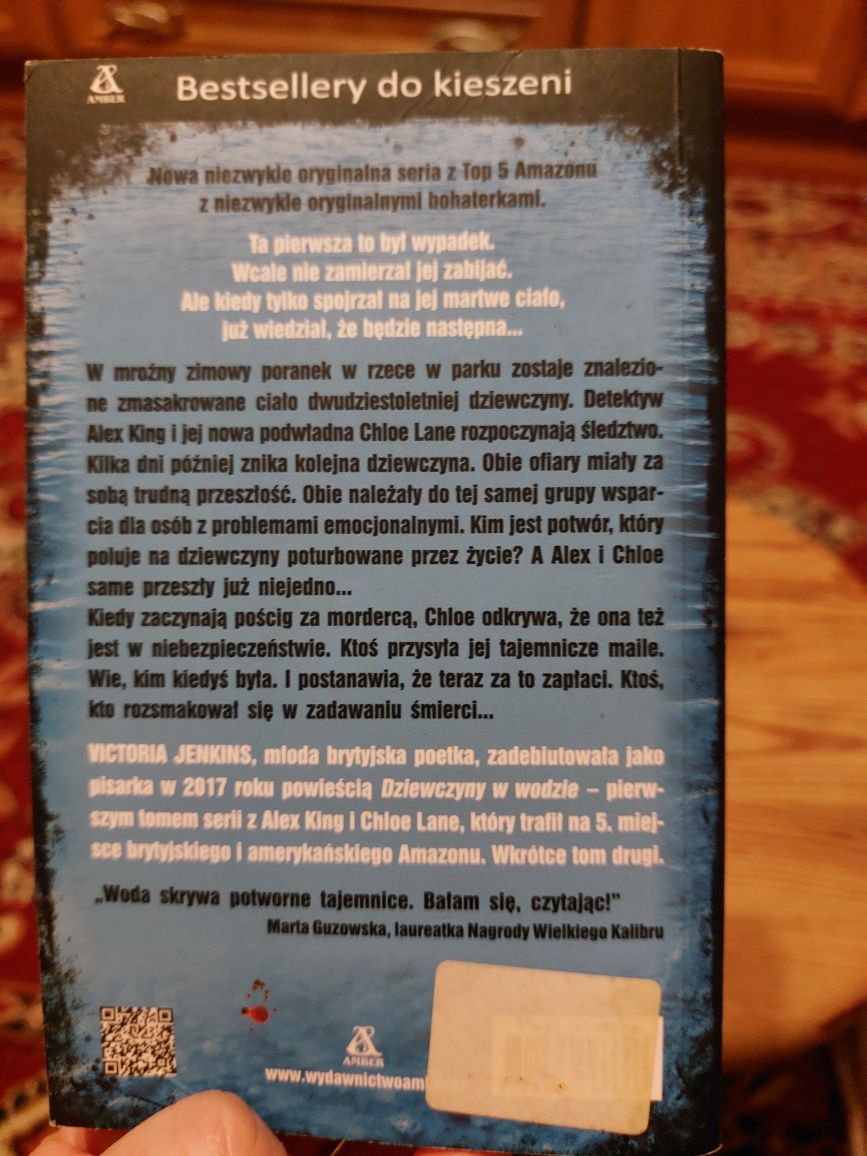 AMBER
Bestsellery do kieszeni
Nowa niezwykle oryginalna seria z Top 5 Amazonu
z niezwykle oryginalnymi bohaterkami.
Ta pierwsza to był wypadek.
Wcale nie zamierzał jej zabijać.
Ale kiedy tylko spojrzał na jej martwe ciało,
już wiedział, że będzie następna...
W mroźny zimowy poranek w rzece w parku zostaje znalezio-
ne zmasakrowane ciało dwudziestoletniej dziewczyny. Detektyw
Alex King i jej nowa podwładna Chloe Lane rozpoczynają śledztwo.
Kilka dni później znika kolejna dziewczyna. Obie ofiary miały za
sobą trudną przeszłość. Obie należały do tej samej grupy wspar-
cia dla osób z problemami emocjonalnymi. Kim jest potwór, który
poluje na dziewczyny poturbowane przez życie? A Alex i Chloe
same przeszły już niejedno...
Kiedy zaczynają pościg za mordercą, Chloe odkrywa, że ona też
jest w niebezpieczeństwie. Ktoś przysyła jej tajemnicze maile.
Wie, kim kiedyś była. I postanawia, że teraz za to zapłaci. Ktoś,
kto rozsmakował się w zadawaniu śmierci...
VICTORIA JENKINS, młoda brytyjska poetka, zadebiutowała jako
pisarka w 2017 roku powieścią Dziewczyny w wodzie – pierw-
szym tomem serii z Alex King i Chloe Lane, który trafił na 5. miej-
sce brytyjskiego i amerykańskiego Amazonu. Wkrótce tom drugi.
„Woda skrywa potworne tajemnice. Bałam się, czytając!”
Marta Guzowska, laureatka Nagrody Wielkiego Kalibru
AMBER
www.wydawnictwoam